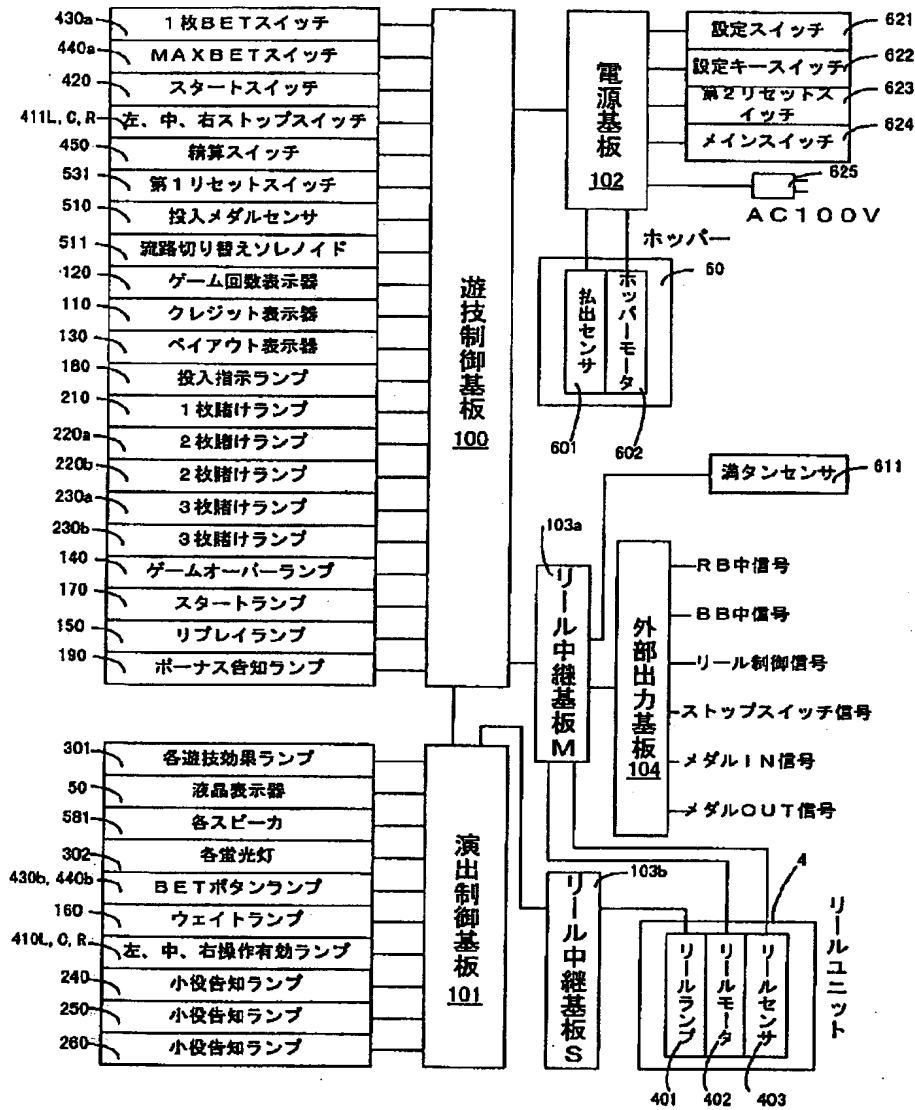 430a
1枚BETスイッチ
440a
MAXBETスイッチ
420
スタートスイッチ
411L, C, R
左、中、右ストップスイッチ
450
精算スイッチ
531
第1リセットスイッチ
510
投入メダルセンサ
511
流路切り替えソレノイド
120
ゲーム回数表示器
110
クレジット表示器
130
ペイアウト表示器
180
投入指示ランプ
210
1枚賭けランプ
220a
2枚賭けランプ
220b
2枚賭けランプ
230a
3枚賭けランプ
230b
3枚賭けランプ
140
ゲームオーバーランプ
170
スタートランプ
150
リプレイランプ
190
ボーナス告知ランプ
遊技制御基板
100
電源基板
102
設定スイッチ
621
設定キースイッチ
622
第2リセットスイッチ
623
メインスイッチ
624
625
AC100V
ホッパー
60
払出センサ
ホッパーモータ
601
602
満タンセンサ
611
103a
リール中継基板M
外部出力基板
104
RB中信号
BB中信号
リール制御信号
ストップスイッチ信号
メダルIN信号
メダルOUT信号
301
各遊技効果ランプ
50
液晶表示器
581
各スピーカ
302
各蛍光灯
430b, 440b
BETボタンランプ
160
ウェイトランプ
410L, C, R
左、中、右操作有効ランプ
240
小役告知ランプ
250
小役告知ランプ
260
小役告知ランプ
演出制御基板
101
103b
リール中継基板S
4
リールユニット
リールランプ
リールモータ
リールセンサ
401
402
403